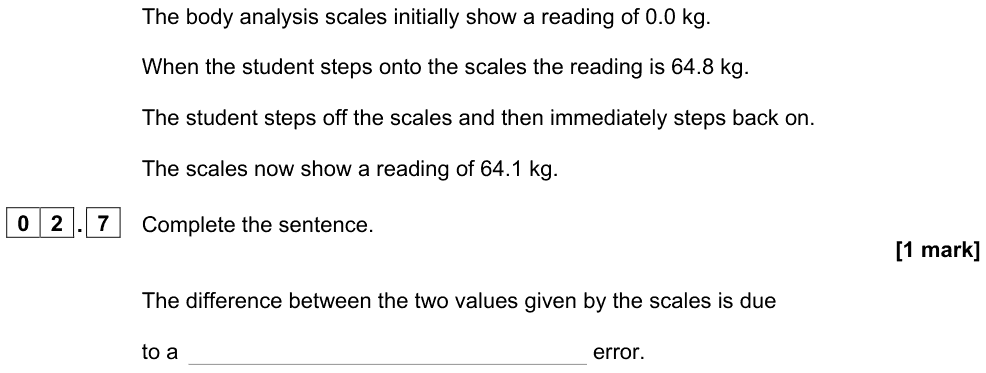 The body analysis scales initially show a reading of 0.0 kg.
When the student steps onto the scales the reading is 64.8 kg.
The student steps off the scales and then immediately steps back on.
The scales now show a reading of 64.1 kg.
0 2 . 7 Complete the sentence.
[1 mark]
The difference between the two values given by the scales is due
to a ______________________________ error.